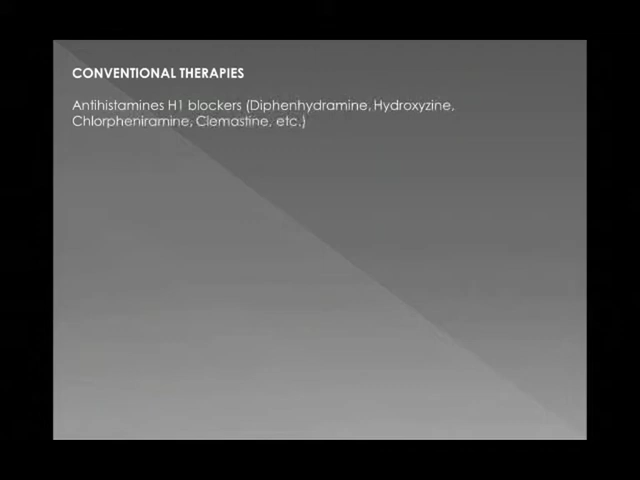 CONVENTIONAL THERAPIES
Antihistamines H1 blockers (Diphenhydramine, Hydroxyzine,
Chlorpheniramine, Clemastine, etc.)